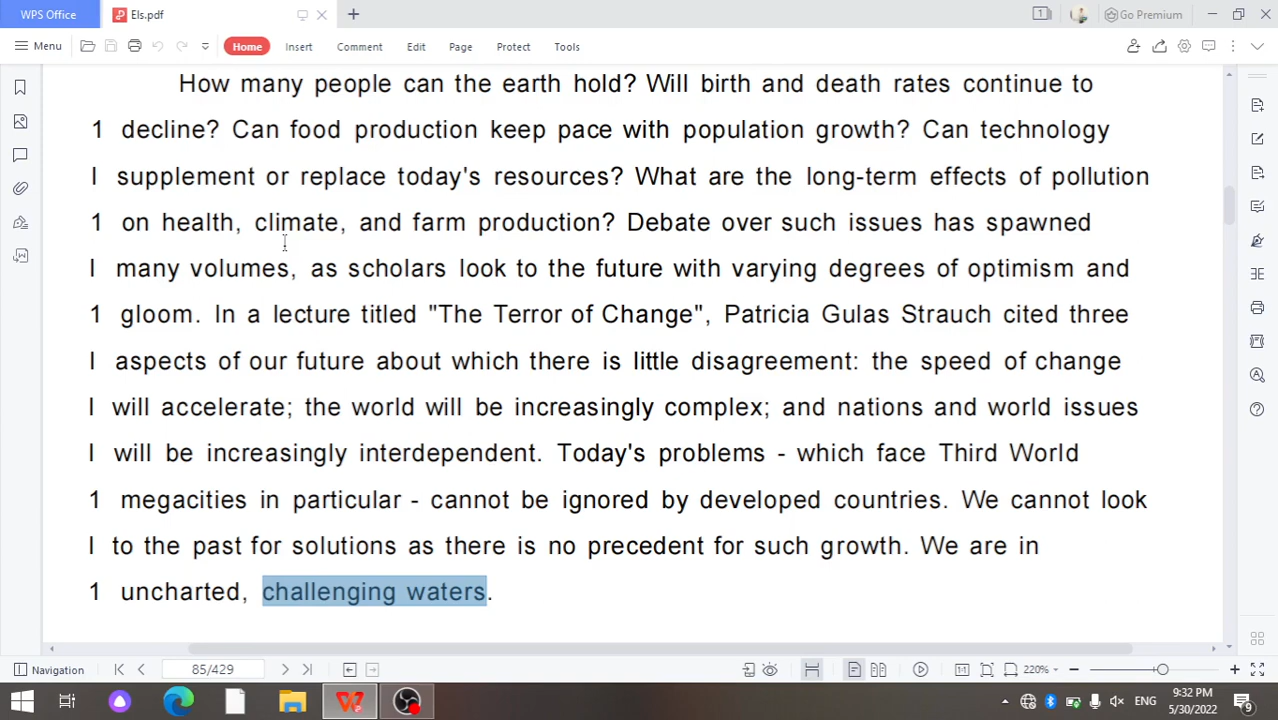 WPS Office
Els.pdf
1
Go Premium
Menu
Home
Insert
Comment
Edit
Page
Protect
Tools
How many people can the earth hold? Will birth and death rates continue to
1 decline? Can food production keep pace with population growth? Can technology
I supplement or replace today's resources? What are the long-term effects of pollution
1 on health, climate, and farm production? Debate over such issues has spawned
I many volumes, as scholars look to the future with varying degrees of optimism and
1 gloom. In a lecture titled "The Terror of Change", Patricia Gulas Strauch cited three
I aspects of our future about which there is little disagreement: the speed of change
I will accelerate; the world will be increasingly complex; and nations and world issues
I will be increasingly interdependent. Today's problems - which face Third World
1 megacities in particular - cannot be ignored by developed countries. We cannot look
I to the past for solutions as there is no precedent for such growth. We are in
1 uncharted, challenging waters.
Navigation
85/429
220%
ENG
9:32 PM
5/30/2022
9